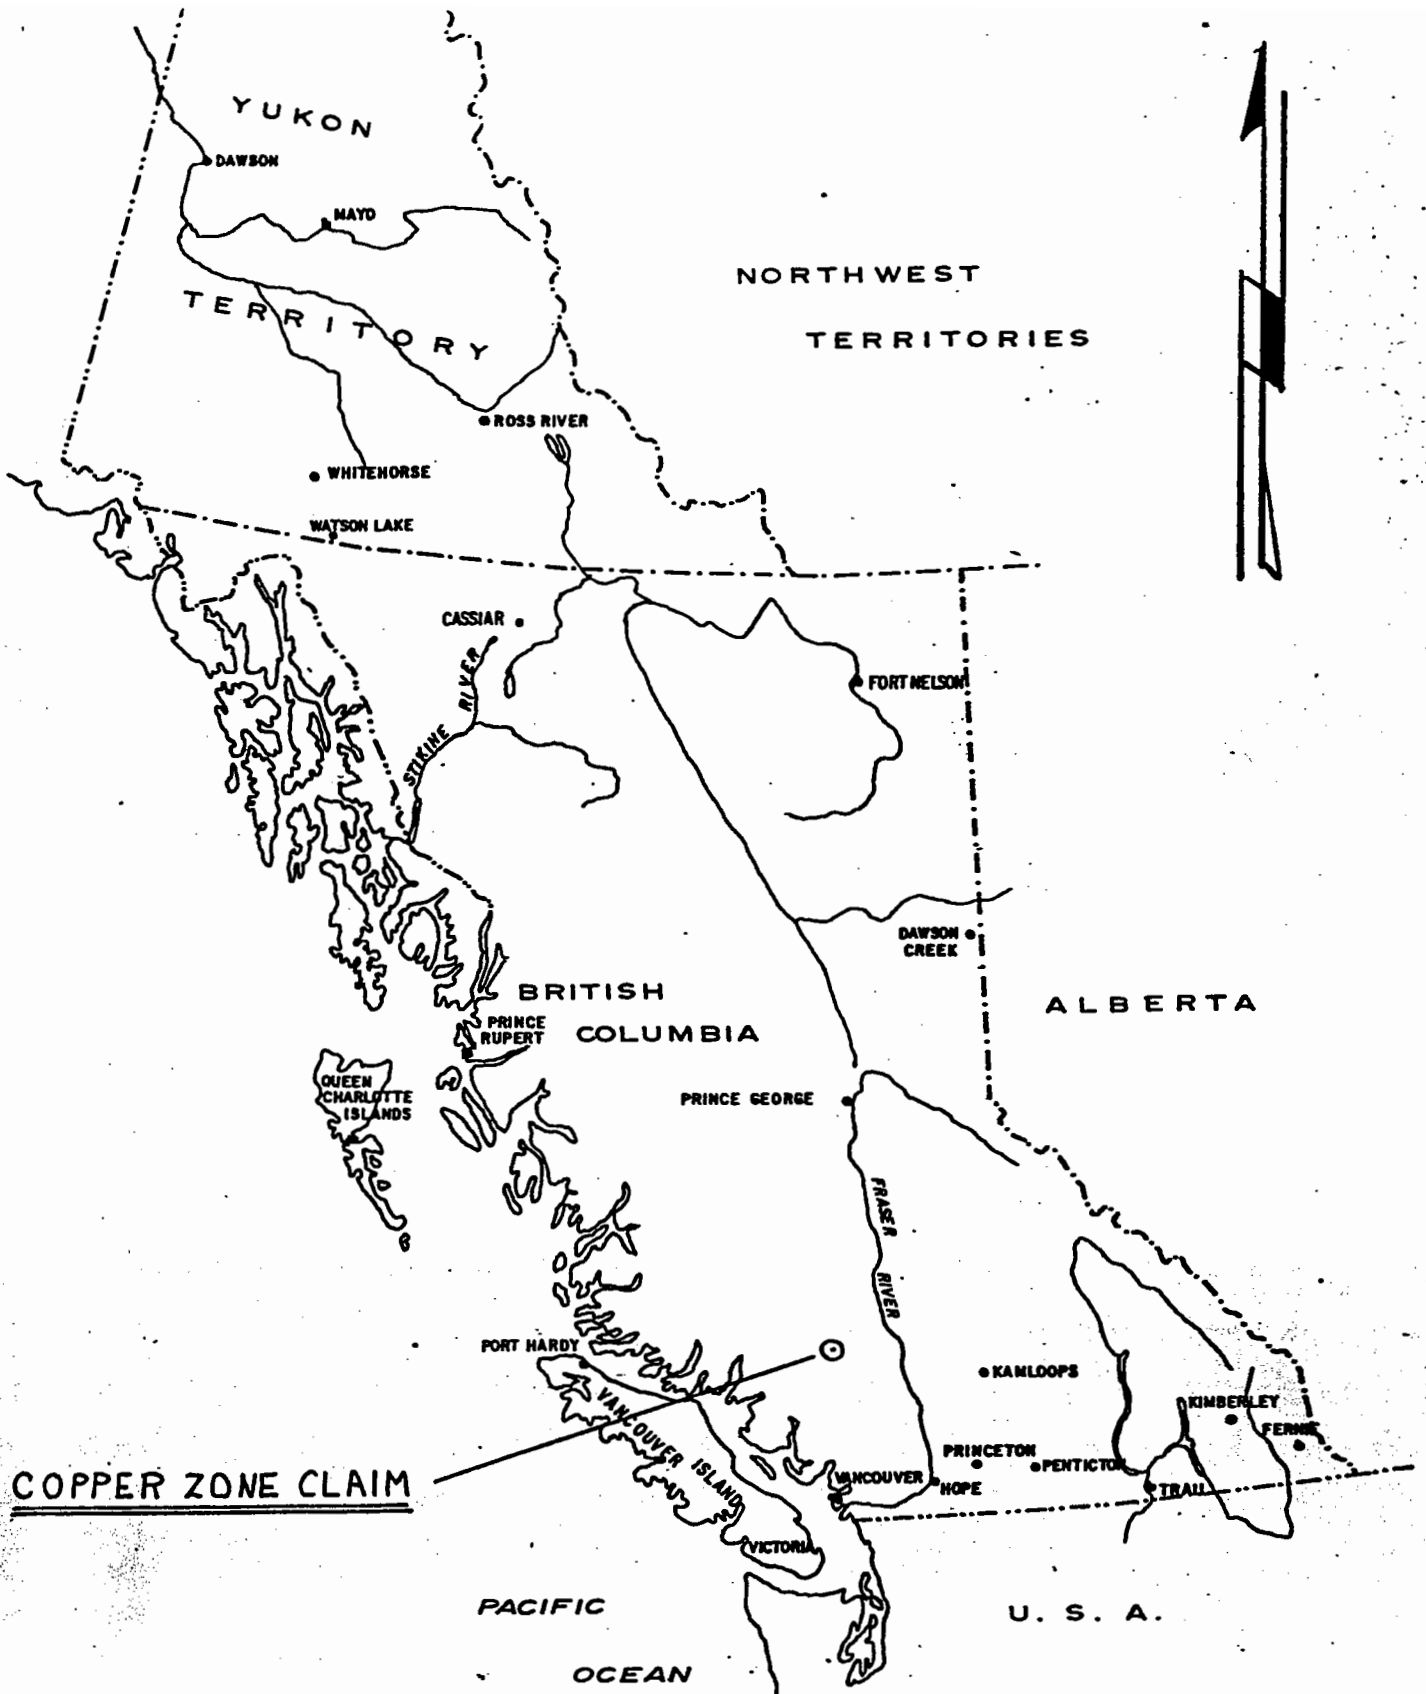 YUKON
DAWSON
MAYO
NORTHWEST
TERRITORIES
TERRITORY
ROSS RIVER
WHITEHORSE
WATSON LAKE
CASSIAR
STIKINE RIVER
FORT NELSON
DAWSON
CREEK
BRITISH
COLUMBIA
ALBERTA
PRINCE
RUPERT
QUEEN
CHARLOTTE
ISLANDS
PRINCE GEORGE
FRASER RIVER
PORT HARDY
KAMLOOPS
VANCOUVER ISLAND
KIMBERLEY
FERNIE
PRINCETON
PENTICTON
COPPER ZONE CLAIM
VANCOUVER
HOPE
TRAIL
VICTORIA
PACIFIC
OCEAN
U. S. A.